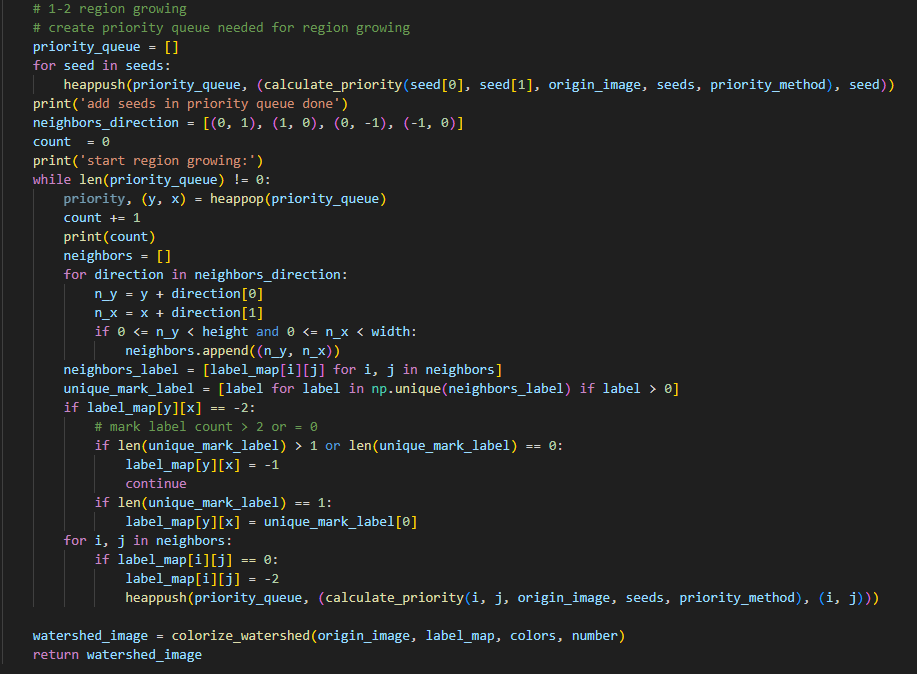 # 1-2 region growing
# create priority queue needed for region growing
priority_queue = []
for seed in seeds:
    heappush(priority_queue, (calculate_priority(seed[0], seed[1], origin_image, seeds, priority_method), seed))
print('add seeds in priority queue done')
neighbors_direction = [(0, 1), (1, 0), (0, -1), (-1, 0)]
count  = 0
print('start region growing:')
while len(priority_queue) != 0:
    priority, (y, x) = heappop(priority_queue)
    count += 1
    print(count)
    neighbors = []
    for direction in neighbors_direction:
        n_y = y + direction[0]
        n_x = x + direction[1]
        if 0 <= n_y < height and 0 <= n_x < width:
            neighbors.append((n_y, n_x))
    neighbors_label = [label_map[i][j] for i, j in neighbors]
    unique_mark_label = [label for label in np.unique(neighbors_label) if label > 0]
    if label_map[y][x] == -2:
        # mark label count > 2 or = 0
        if len(unique_mark_label) > 1 or len(unique_mark_label) == 0:
            label_map[y][x] = -1
            continue
        if len(unique_mark_label) == 1:
            label_map[y][x] = unique_mark_label[0]
    for i, j in neighbors:
        if label_map[i][j] == 0:
            label_map[i][j] = -2
            heappush(priority_queue, (calculate_priority(i, j, origin_image, seeds, priority_method), (i, j)))
watershed_image = colorize_watershed(origin_image, label_map, colors, number)
return watershed_image